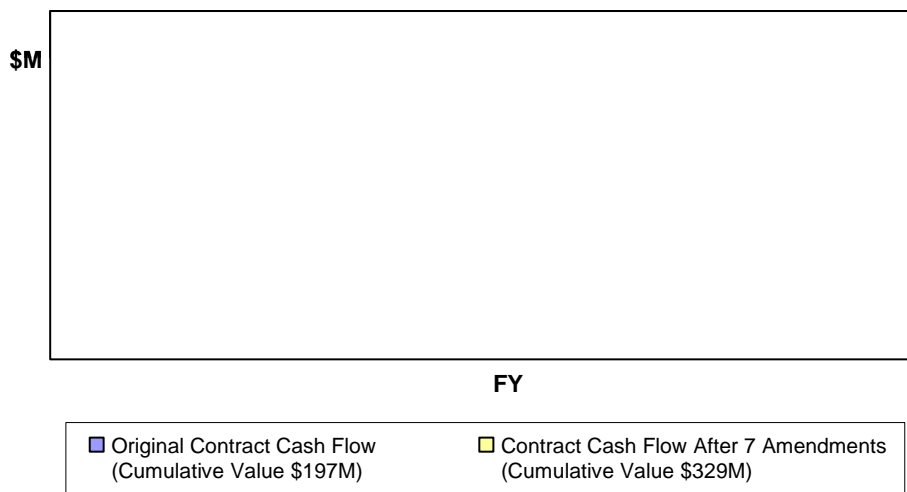 $M
FY
Original Contract Cash Flow
(Cumulative Value $197M)
Contract Cash Flow After 7 Amendments
(Cumulative Value $329M)